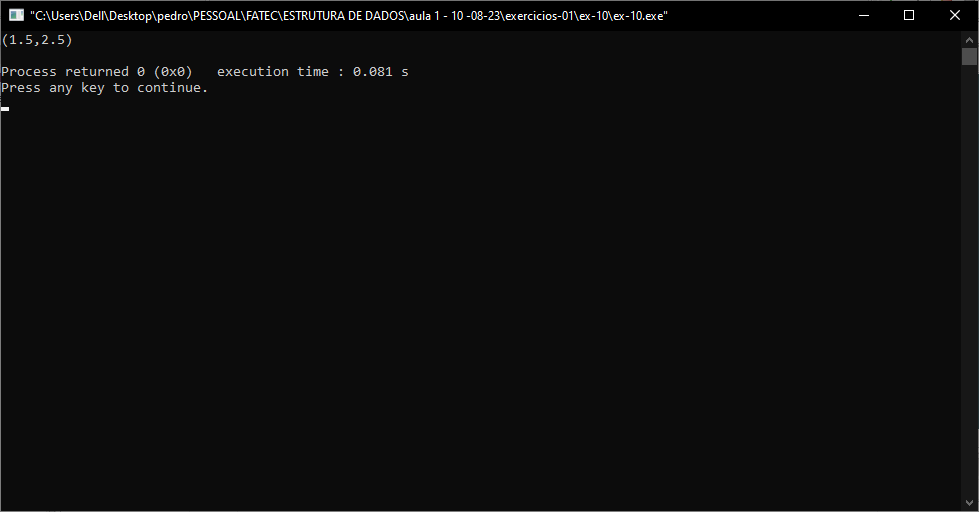 "C:\Users\Dell\Desktop\pedro\PESSOAL\FATEC\ESTRUTURA DE DADOS\aula 1 - 10 -08-23\exercicios-01\ex-10\ex-10.exe"
(1.5,2.5)
Process returned 0 (0x0)   execution time : 0.081 s
Press any key to continue.